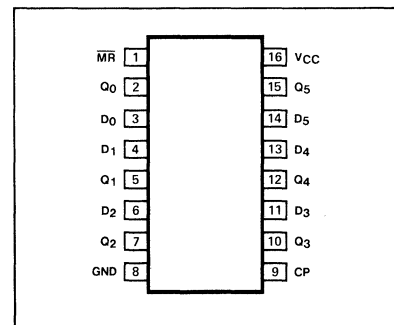 M̅R̅ 1 16 VCC
Q0 2 15 Q5
D0 3 14 D5
D1 4 13 D4
Q1 5 12 Q4
D2 6 11 D3
Q2 7 10 Q3
GND 8 9 CP